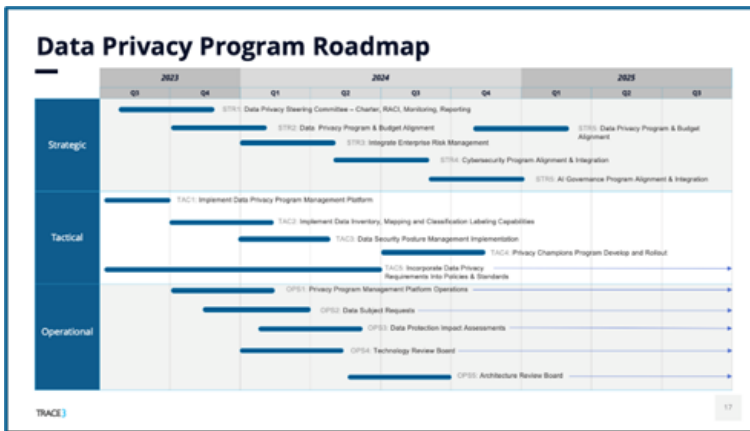 Data Privacy Program Roadmap
2023 2024 2025
Q3 Q4 Q1 Q2 Q3 Q4 Q1 Q2 Q3
Strategic
STR1: Data Privacy Steering Committee – Charter, RACI, Monitoring, Reporting
STR2: Data Privacy Program & Budget Alignment
Data Privacy Program & Budget
Alignment
STR3: Integrate Enterprise Risk Management
STR4: Cybersecurity Program Alignment & Integration
STR5: AI Governance Program Alignment & Integration
Tactical
TAC1: Implement Data Privacy Program Management Platform
TAC2: Implement Data Inventory, Mapping and Classification Labeling Capabilities
TAC3: Data Security Posture Management Implementation
TAC4: Privacy Champions Program Develop and Rollout
TAC5: Incorporate Data Privacy
Requirements Into Policies & Standards
Operational
OPS1: Privacy Program Management Platform Operations
OPS2: Data Subject Requests
OPS3: Data Protection Impact Assessments
OPS4: Technology Review Board
OPS5: Architecture Review Board
TRACE3
17